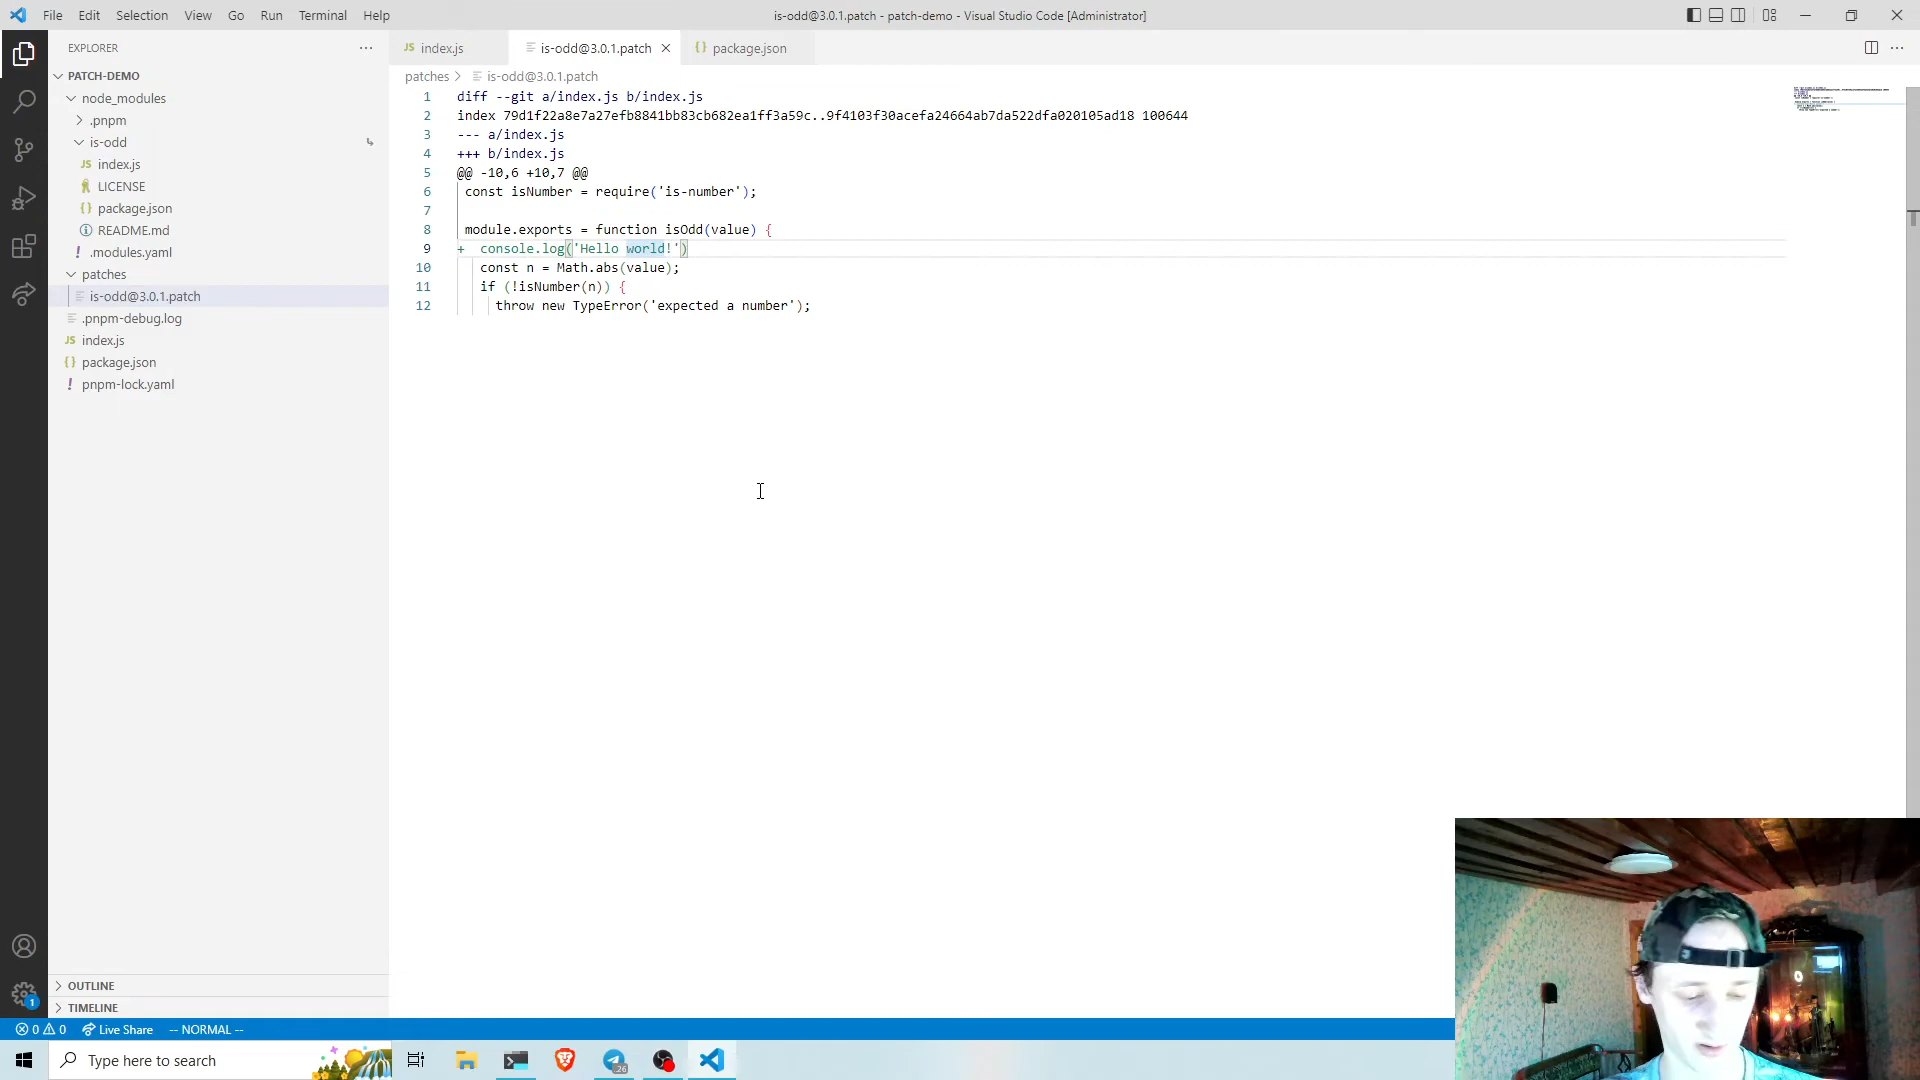 File Edit Selection View Go Run Terminal Help
is-odd@3.0.1.patch - patch-demo - Visual Studio Code [Administrator]
EXPLORER
PATCH-DEMO
node_modules
.pnpm
is-odd
JS index.js
LICENSE
{} package.json
README.md
! .modules.yaml
patches
is-odd@3.0.1.patch
.pnpm-debug.log
JS index.js
{} package.json
! pnpm-lock.yaml
OUTLINE
TIMELINE
JS index.js
is-odd@3.0.1.patch
{} package.json
patches > is-odd@3.0.1.patch
1 diff --git a/index.js b/index.js
2 index 79d1f22a8e7a27efb8841bb83cb682ea1ff3a59c..9f4103f30acefa24664ab7da522dfa020105ad18 100644
3 --- a/index.js
4 +++ b/index.js
5 @@ -10,6 +10,7 @@
6 const isNumber = require('is-number');
7
8 module.exports = function isOdd(value) {
9 + console.log('Hello world!')
10 const n = Math.abs(value);
11 if (!isNumber(n)) {
12 throw new TypeError('expected a number');
1
0 0 Live Share -- NORMAL --
Type here to search
26